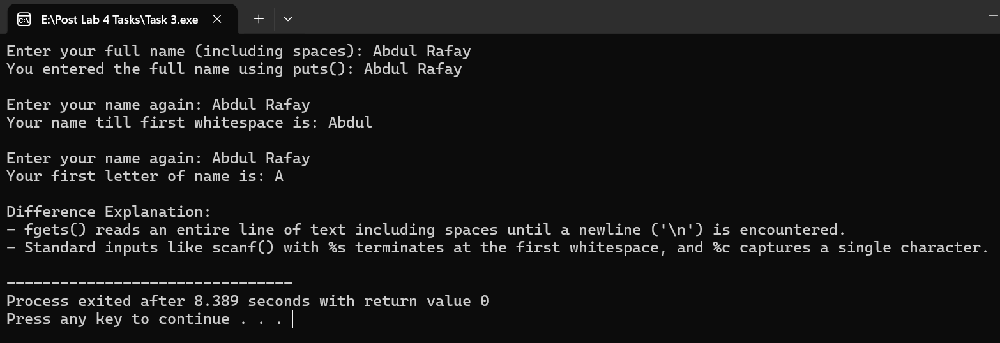 E:\Post Lab 4 Tasks\Task 3.exe
Enter your full name (including spaces): Abdul Rafay
You entered the full name using puts(): Abdul Rafay
Enter your name again: Abdul Rafay
Your name till first whitespace is: Abdul
Enter your name again: Abdul Rafay
Your first letter of name is: A
Difference Explanation:
- fgets() reads an entire line of text including spaces until a newline ('\n') is encountered.
- Standard inputs like scanf() with %s terminates at the first whitespace, and %c captures a single character.
--------------------------------
Process exited after 8.389 seconds with return value 0
Press any key to continue . . .